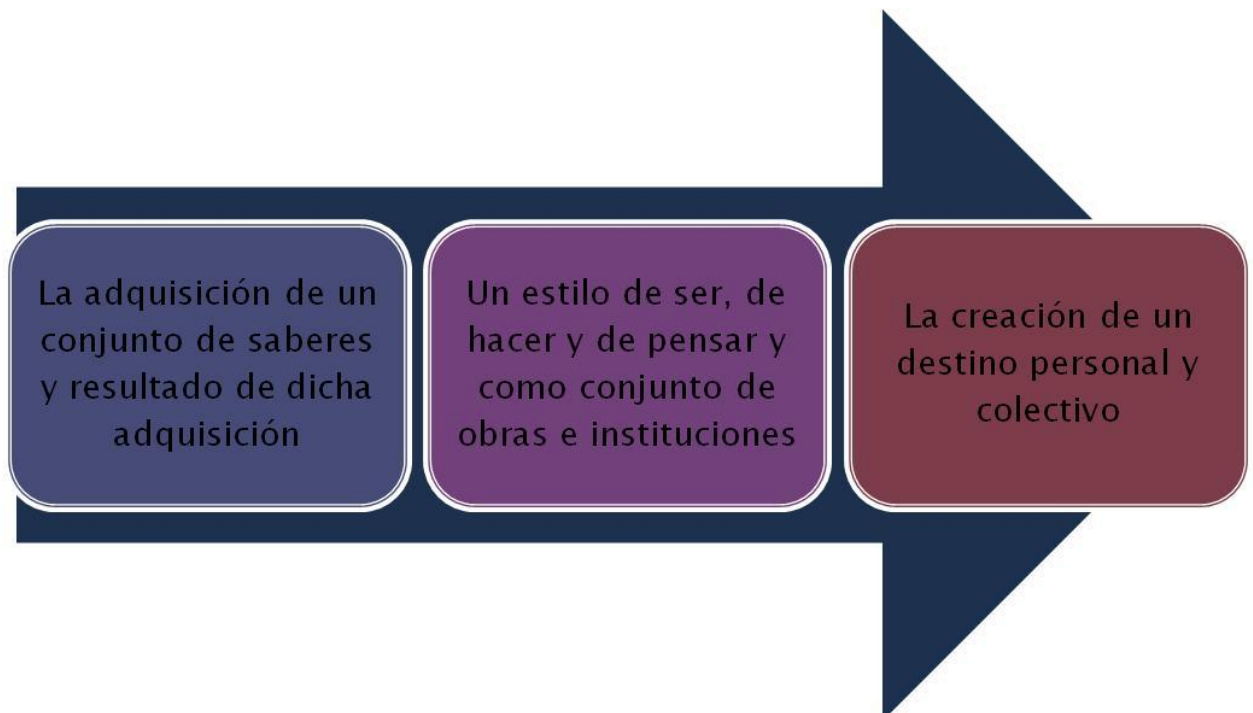 La adquisición de un
conjunto de saberes
y resultado de dicha
adquisición
Un estilo de ser, de
hacer y de pensar y
como conjunto de
obras e instituciones
La creación de un
destino personal y
colectivo